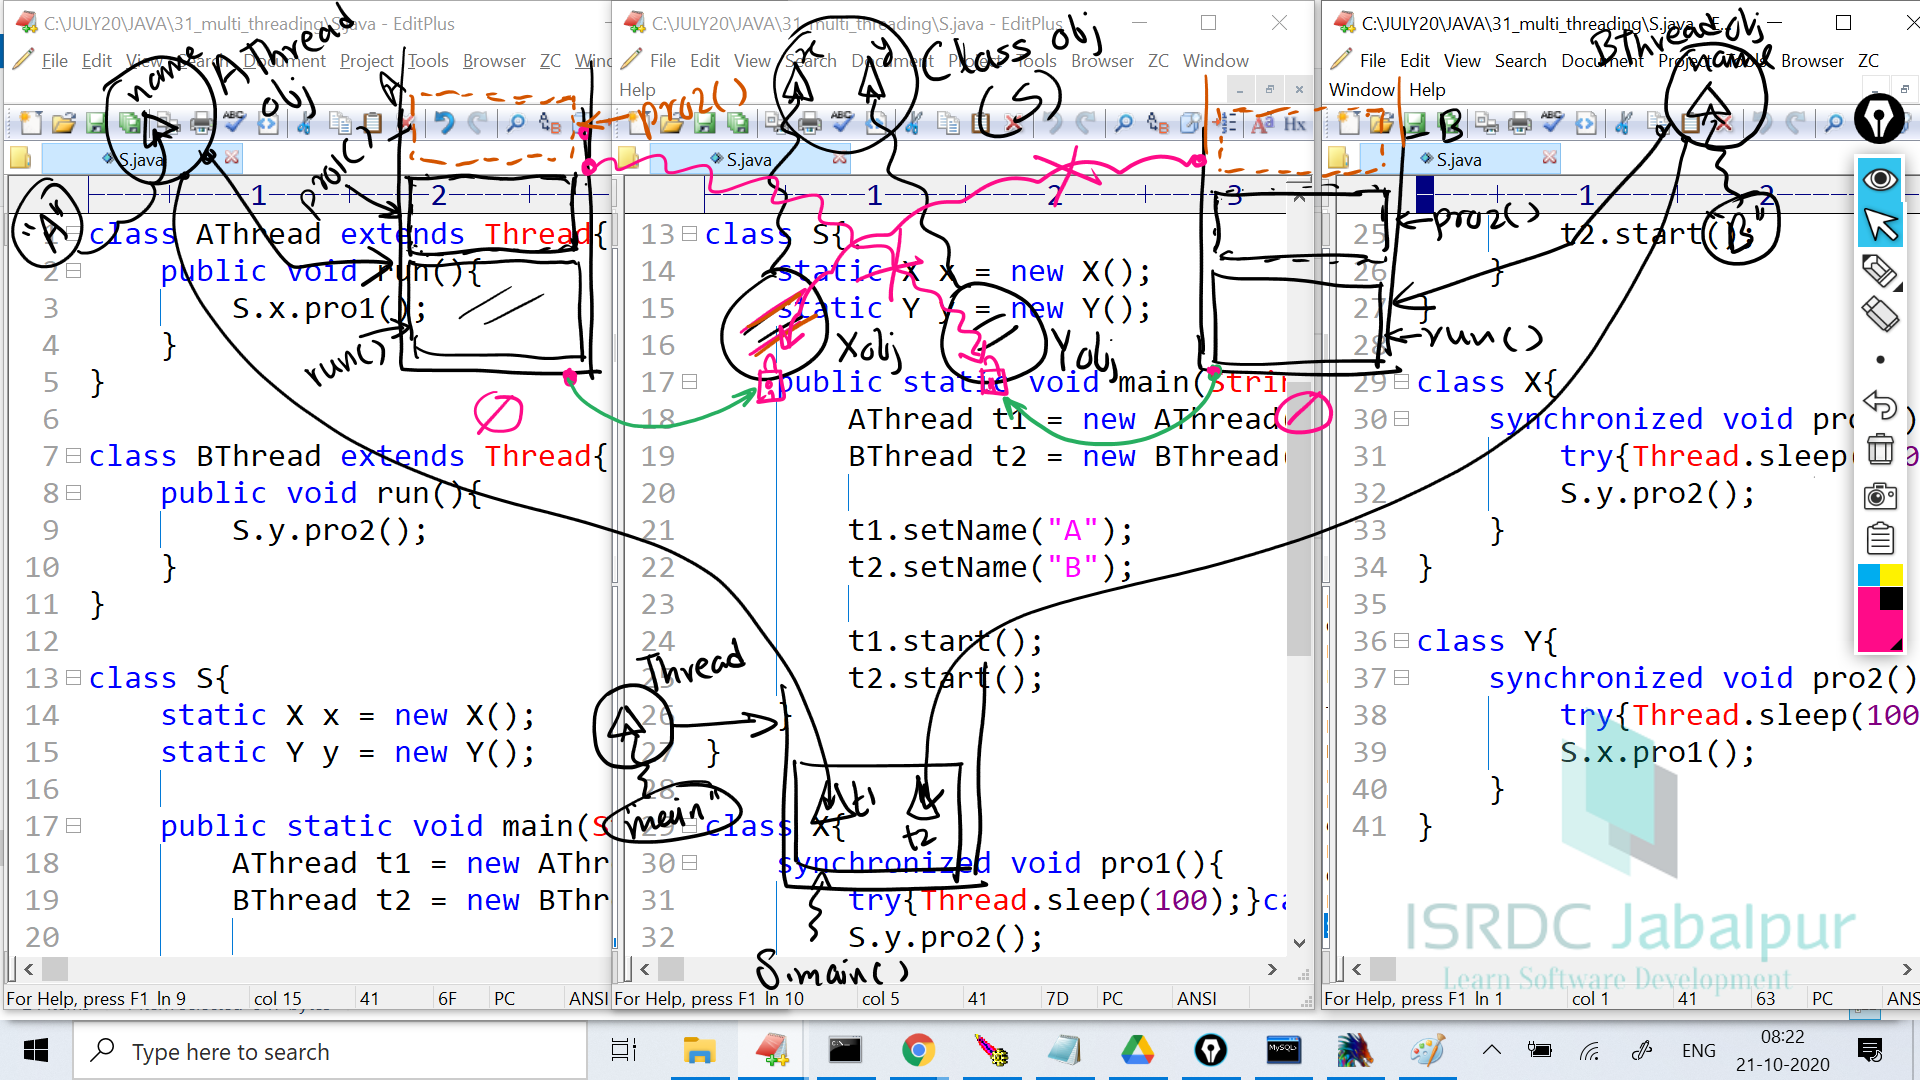 C:\JULY20\JAVA\31_multi_threading\S.java - EditPlus
File Edit View Search Document Project Tools Browser ZC Window
S.java
1 2
1 class AThread extends Thread{
2 public void run(){
3 S.x.pro1();
4 }
5 }
6
7 class BThread extends Thread{
8 public void run(){
9 S.y.pro2();
10 }
11 }
12
13 class S{
14 static X x = new X();
15 static Y y = new Y();
16
17 public static void main(S
18 AThread t1 = new AThr
19 BThread t2 = new BThr
20
For Help, press F1 Ln 9 col 15 41 6F PC ANSI
C:\JULY20\JAVA\31_multi_threading\S.java - EditPlus
File Edit View Search Document Tools Browser ZC Window
Help
S.java
1 2 3
13 class S{
14 static X x = new X();
15 static Y y = new Y();
16
17 public static void main(Strin
18 AThread t1 = new AThread
19 BThread t2 = new BThread(
20
21 t1.setName("A");
22 t2.setName("B");
23
24 t1.start();
25 t2.start();
26 }
27 }
28
29 class X{
30 synchronized void pro1(){
31 try{Thread.sleep(100);}ca
32 S.y.pro2();
For Help, press F1 Ln 10 col 5 41 7D PC ANSI
C:\JULY20\JAVA\31_multi_threading\S.java - E
File Edit View Search Document Project Tools Browser ZC
Window Help
S.java
1 2
25 t2.start();
26 }
27 }
28
29 class X{
30 synchronized void pro1()
31 try{Thread.sleep(100
32 S.y.pro2();
33 }
34 }
35
36 class Y{
37 synchronized void pro2()
38 try{Thread.sleep(100
39 S.x.pro1();
40 }
41 }
For Help, press F1 Ln 1 col 1 41 63 PC ANS
name
AThread
obj
A
pro1()
run()
pro2()
x y
Class obj
(S)
Xobj
Yobj
BThread obj
name
B
"B"
pro2()
run()
Thread
"main"
t1
t2
S.main()
ISRDC Jabalpur
Learn Software Development
Type here to search
ENG
08:22
21-10-2020